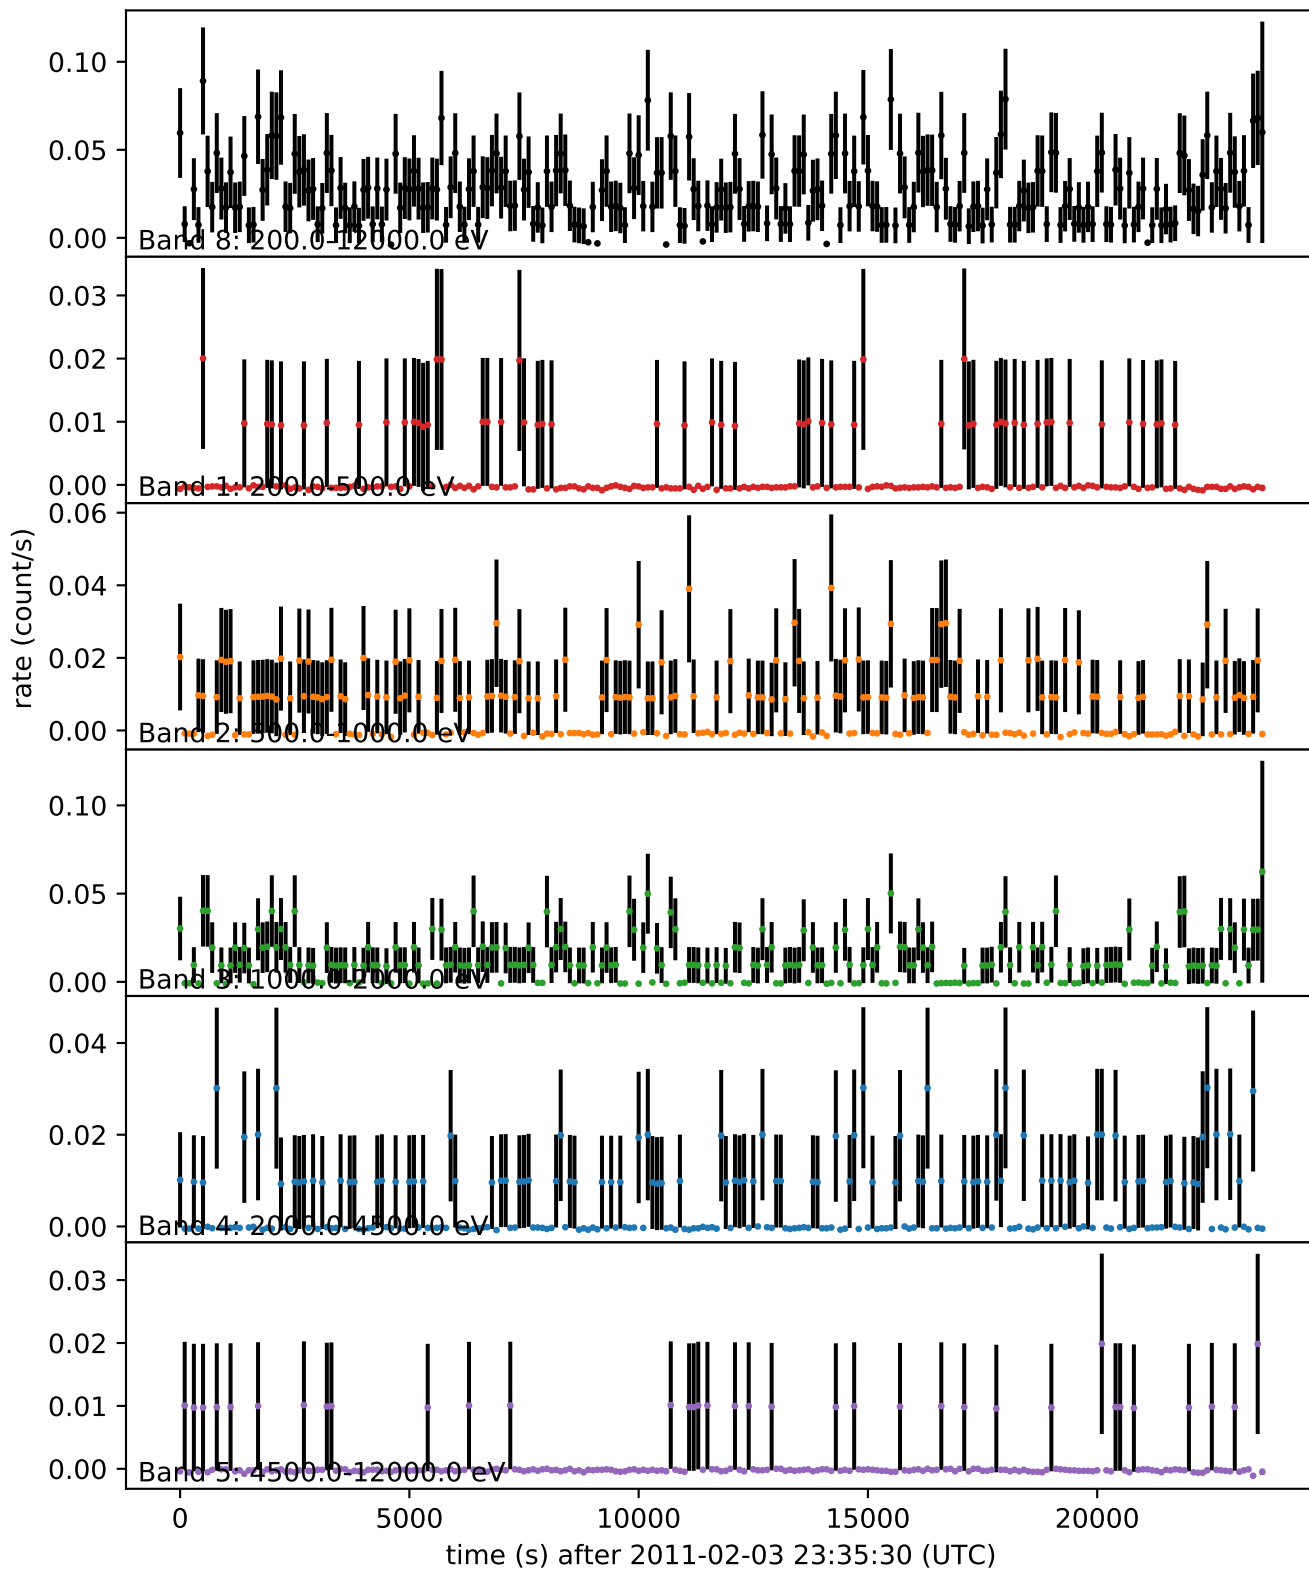 0.10
0.05
0.00
Band 8: 200.0-12000.0 eV
0.03
0.02
0.01
0.00
Band 1: 200.0-500.0 eV
0.06
0.04
0.02
0.00
Band 2: 500.0-1000.0 eV
rate (count/s)
0.10
0.05
0.00
Band 3: 1000.0-2000.0 eV
0.04
0.02
0.00
Band 4: 2000.0-4500.0 eV
0.03
0.02
0.01
0.00
Band 5: 4500.0-12000.0 eV
0 5000 10000 15000 20000
time (s) after 2011-02-03 23:35:30 (UTC)